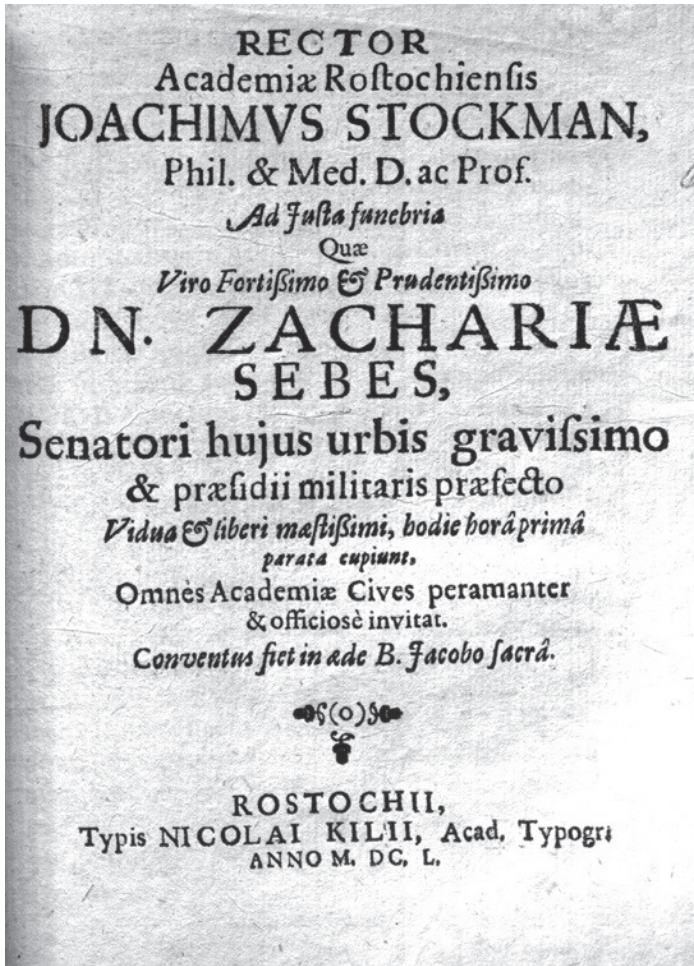 RECTOR
Academiæ Roſtochienſis
JOACHIMVS STOCKMAN,
Phil. & Med. D. ac Prof.
Ad Juſta funebria
Quæ
Viro Fortißimo & Prudentißimo
DN. ZACHARIÆ
SEBES,
Senatori hujus urbis graviſsimo
& præſidii militaris præfecto
Vidua & liberi mæſtißimi, hodie horâ primâ
parata cupiunt,
Omnès Academiæ Cives peramanter
& officiosè invitat.
Conventus fiet in æde B. Jacobo ſacrâ.
(O)
ROSTOCHII,
Typis NICOLAI KILII, Acad. Typogr.
ANNO M. DC. L.